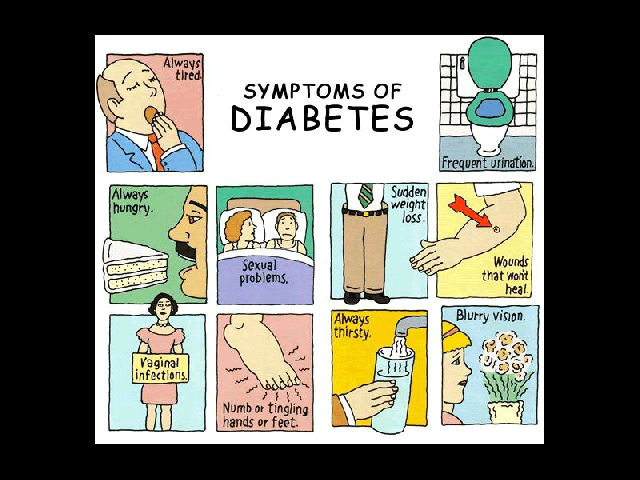 Always
tired.
SYMPTOMS OF
DIABETES
Frequent urination.
Always
hungry.
Sexual
problems.
Sudden
weight
loss.
Wounds
that won't
heal.
Vaginal
infections.
Numb or tingling
hands or feet.
Always
thirsty.
Blurry vision.